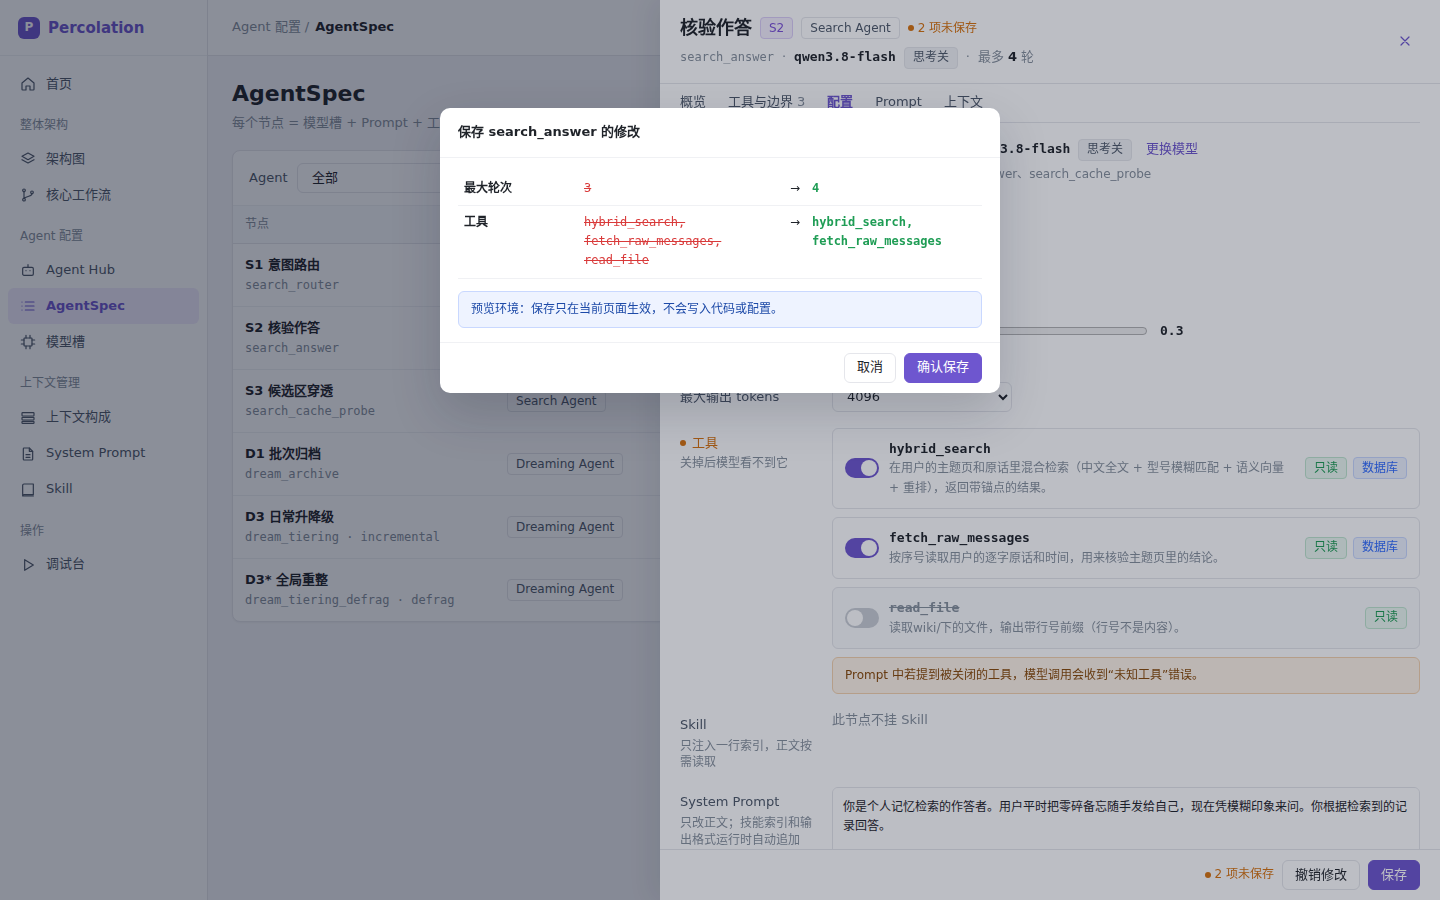 P Percolation
首页
整体架构
架构图
核心工作流
Agent 配置
Agent Hub
AgentSpec
模型槽
上下文管理
上下文构成
System Prompt
Skill
操作
调试台
Agent 配置 / AgentSpec
AgentSpec
每个节点 = 模型槽 + Prompt + 工
Agent 全部
节点
S1 意图路由
search_router
S2 核验作答
search_answer
S3 候选区穿透
search_cache_probe
Search Agent
D1 批次归档
dream_archive
Dreaming Agent
D3 日常升降级
dream_tiering · incremental
Dreaming Agent
D3* 全局重整
dream_tiering_defrag · defrag
Dreaming Agent
核验作答 S2 Search Agent 2 项未保存
search_answer · qwen3.8-flash 思考关 · 最多 4 轮
概览 工具与边界 3 配置 Prompt 上下文
保存 search_answer 的修改
最大轮次 3 → 4
工具 hybrid_search, → hybrid_search,
fetch_raw_messages, fetch_raw_messages
read_file
预览环境：保存只在当前页面生效，不会写入代码或配置。
取消 确认保存
3.8-flash 思考关 更换模型
wer、search_cache_probe
0.3
最大输出 tokens 4096
工具
关掉后模型看不到它
hybrid_search
在用户的主题页和原话里混合检索（中文全文 + 型号模糊匹配 + 语义向量
+ 重排），返回带锚点的结果。
只读 数据库
fetch_raw_messages
按序号读取用户的逐字原话和时间，用来核验主题页里的结论。
只读 数据库
read_file
读取wiki/下的文件，输出带行号前缀（行号不是内容）。
只读
Prompt 中若提到被关闭的工具，模型调用会收到“未知工具”错误。
Skill
只注入一行索引，正文按
需读取
此节点不挂 Skill
System Prompt
只改正文；技能索引和输
出格式运行时自动追加
你是个人记忆检索的作答者。用户平时把零碎备忘随手发给自己，现在凭模糊印象来问。你根据检索到的记
录回答。
2 项未保存 撤销修改 保存